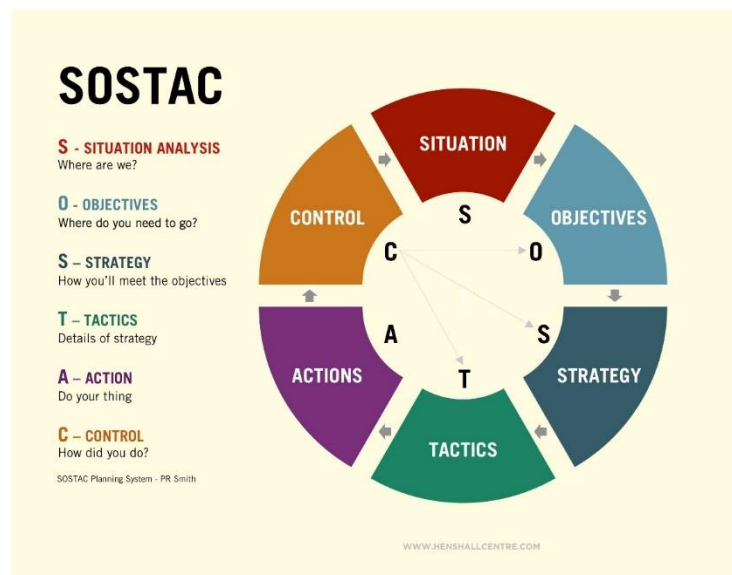 SOSTAC
S - SITUATION ANALYSIS
Where are we?
O - OBJECTIVES
Where do you need to go?
S – STRATEGY
How you'll meet the objectives
T – TACTICS
Details of strategy
A – ACTION
Do your thing
C – CONTROL
How did you do?
SOSTAC Planning System - PR Smith
SITUATION
OBJECTIVES
STRATEGY
TACTICS
ACTIONS
CONTROL
S
O
S
T
A
C
WWW.HENSHALLCENTRE.COM